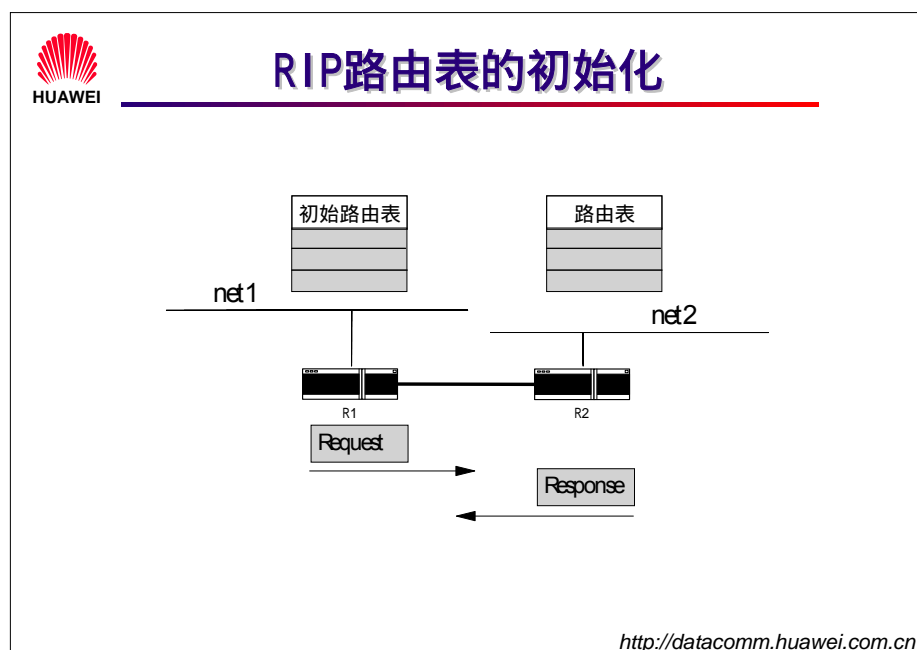 HUAWEI
RIP路由表的初始化
初始路由表
路由表
net1
net2
R1
R2
Request
Response
http://datacomm.huawei.com.cn